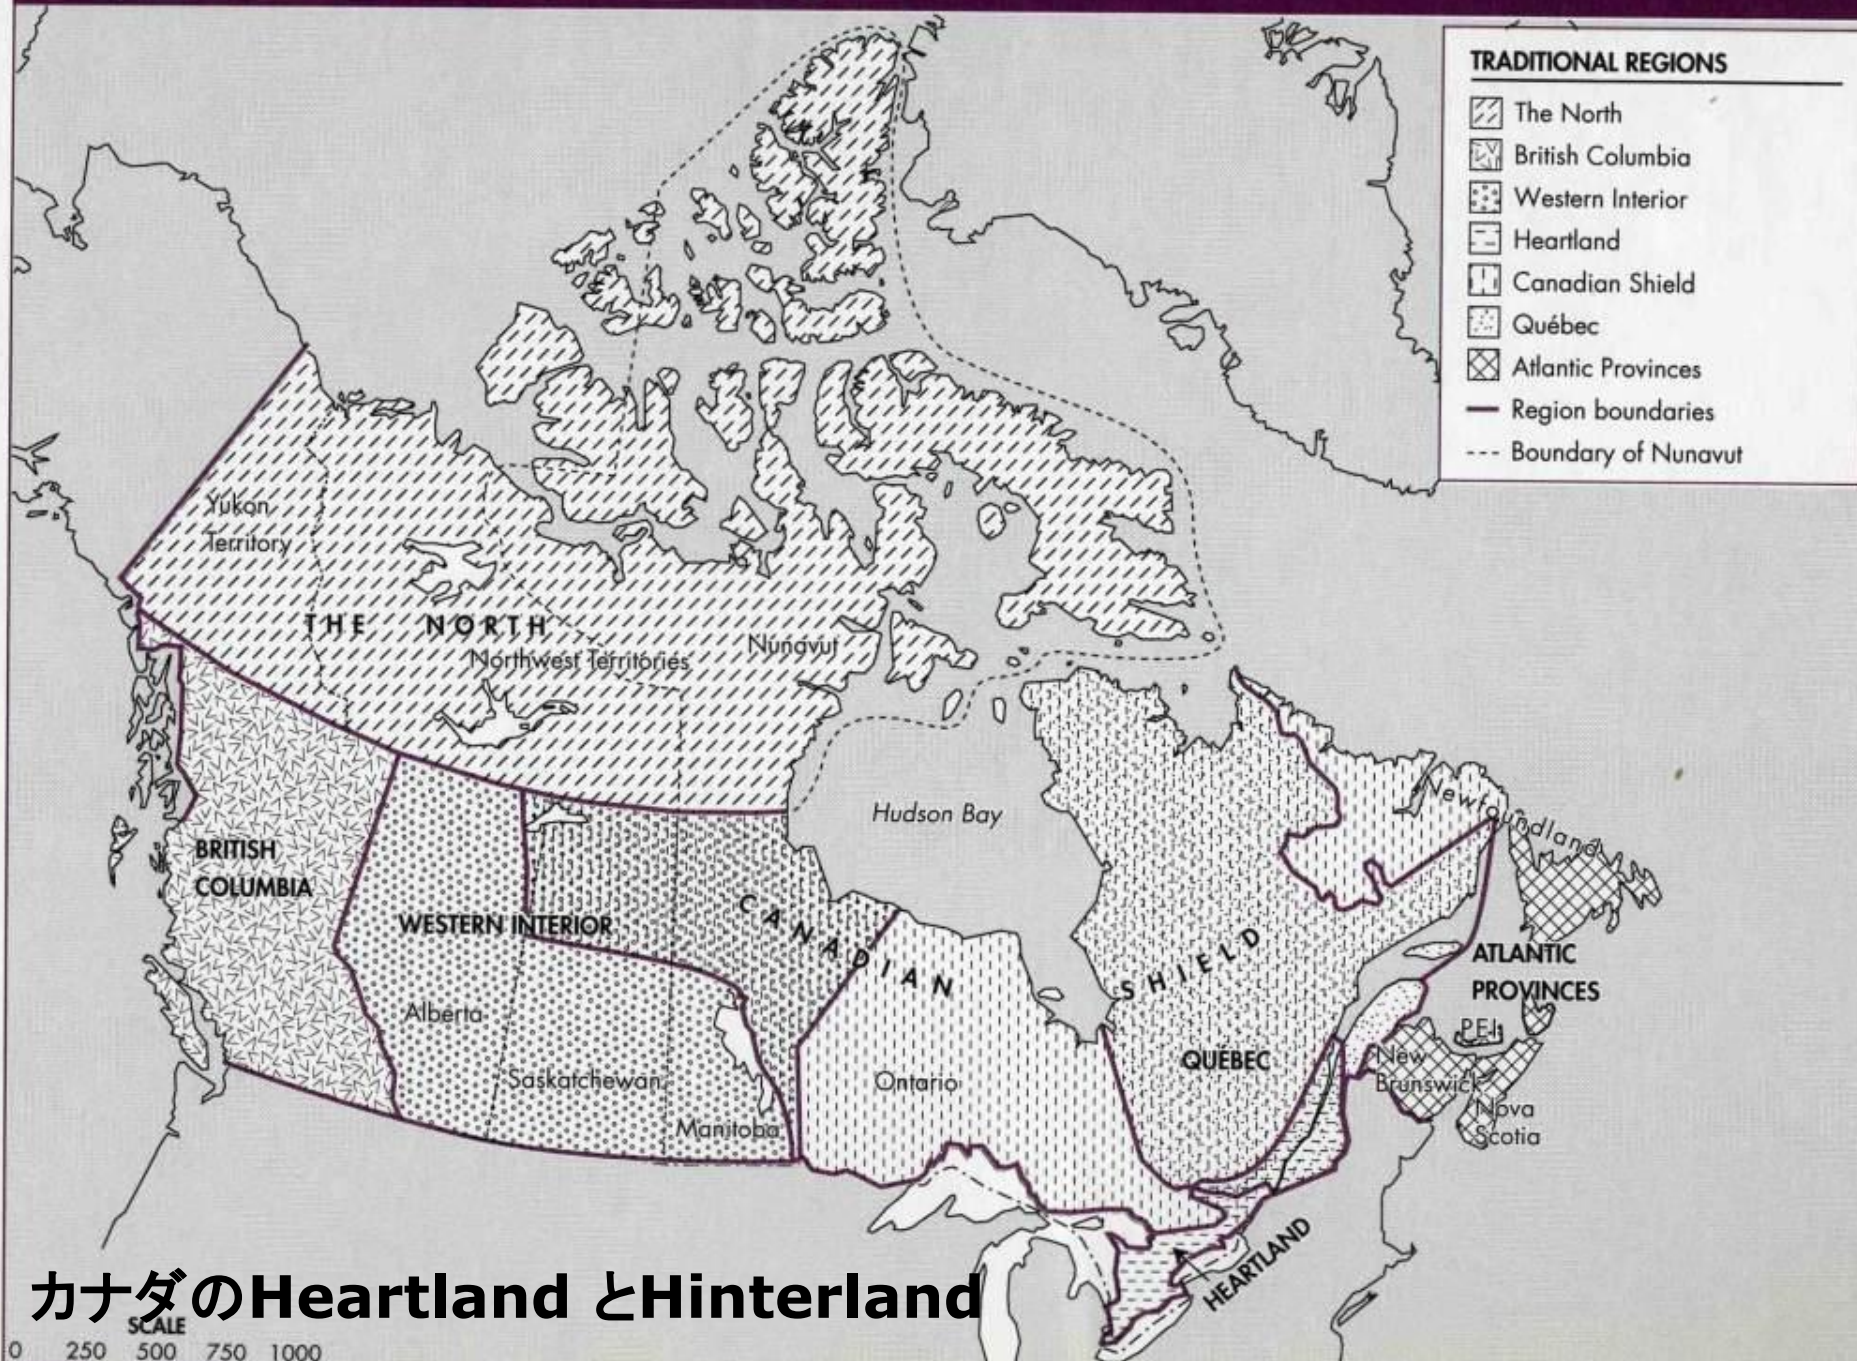 TRADITIONAL REGIONS
The North
British Columbia
Western Interior
Heartland
Canadian Shield
Québec
Atlantic Provinces
Region boundaries
Boundary of Nunavut
Yukon
Territory
THE NORTH
Northwest Territories
Nunavut
Hudson Bay
Newfoundland
BRITISH
COLUMBIA
WESTERN INTERIOR
CANADIAN
SHIELD
ATLANTIC
PROVINCES
P.E.I.
Alberta
Saskatchewan
Manitoba
Ontario
QUÉBEC
New
Brunswick
Nova
Scotia
HEARTLAND
カナダのHeartland とHinterland
SCALE
0 250 500 750 1000